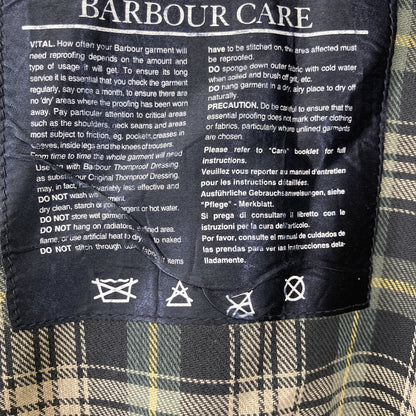 BARBOUR CARE
VITAL. How often your Barbour garment will
need reproofing depends on the amount and
type of usage it will get. To ensure its long
service it is essential that you check the garment
regularly, say once a month, to ensure there are
no 'dry' areas where the proofing has been worn
away. Pay particular attention to critical areas
such as the shoulders, neck seams and areas
most subject to friction, eg. pockets, creases in
sleeves, inside legs and the knees of trousers.
From time to time the whole garment will need
Use only with Barbour Thornproof Dressing,
as substitutes Original Thornproof Dressing.
may, in fact, invariably less effective and
DO NOT wash will
dry clean, starch or hot water.
DO NOT store wet garment
DO NOT hang on radiators, area.
flame, or use artificial heat to dry to naked
DO NOT stitch through outer fabric items
have to be stitched on, the area affected must
be reproofed.
DO sponge down outer fabric with cold water
when soiled and brush off grit, etc.
DO hang garment in a dry, airy place to dry off
naturally.
PRECAUTION. Do be careful to ensure that the
essential proofing does not mark other clothing
or fabrics, particularly where unlined garments
are chosen.
Please refer to "Care" booklet for full
instructions.
Veuillez vous reporter au manuel d'entretien
pour les instructions détaillées.
Ausführliche Gebrauchsanweisungen, siehe
"Pflege" - Merkblatt.
Si prega di consultare il libretto con le
istruzioni per la cura del'articolo.
Por favor, consulte el manual de cuidados de
las prendas para ver las instrucciones deta-
lladamente.